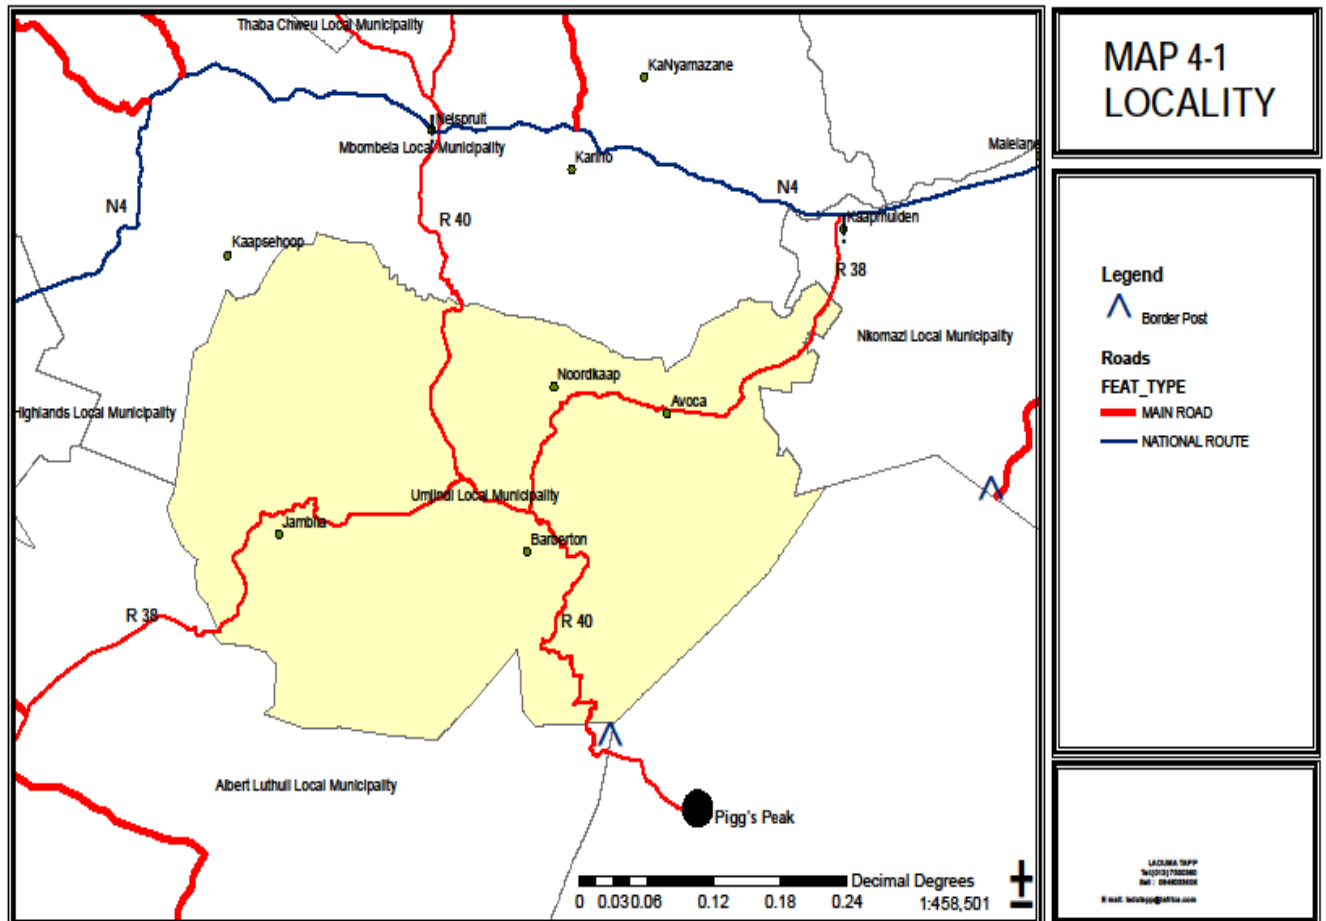 Thaba Chweu Local Municipality
KaNyamazane
Nelspruit
Mbombela Local Municipality
Karino
Malelane
N4
N4
R 40
Kaapmuiden
Kaapsehoop
R 38
Nkomazi Local Municipality
Noordkaap
Avoca
Highlands Local Municipality
Umjindi Local Municipality
Jambila
Barberton
R 38
R 40
Albert Luthuli Local Municipality
Pigg's Peak
Decimal Degrees
0 0.03 0.06 0.12 0.18 0.24
1:458,501
MAP 4-1
LOCALITY
Legend
Border Post
Roads
FEAT_TYPE
MAIN ROAD
NATIONAL ROUTE
LADUMA TAPP